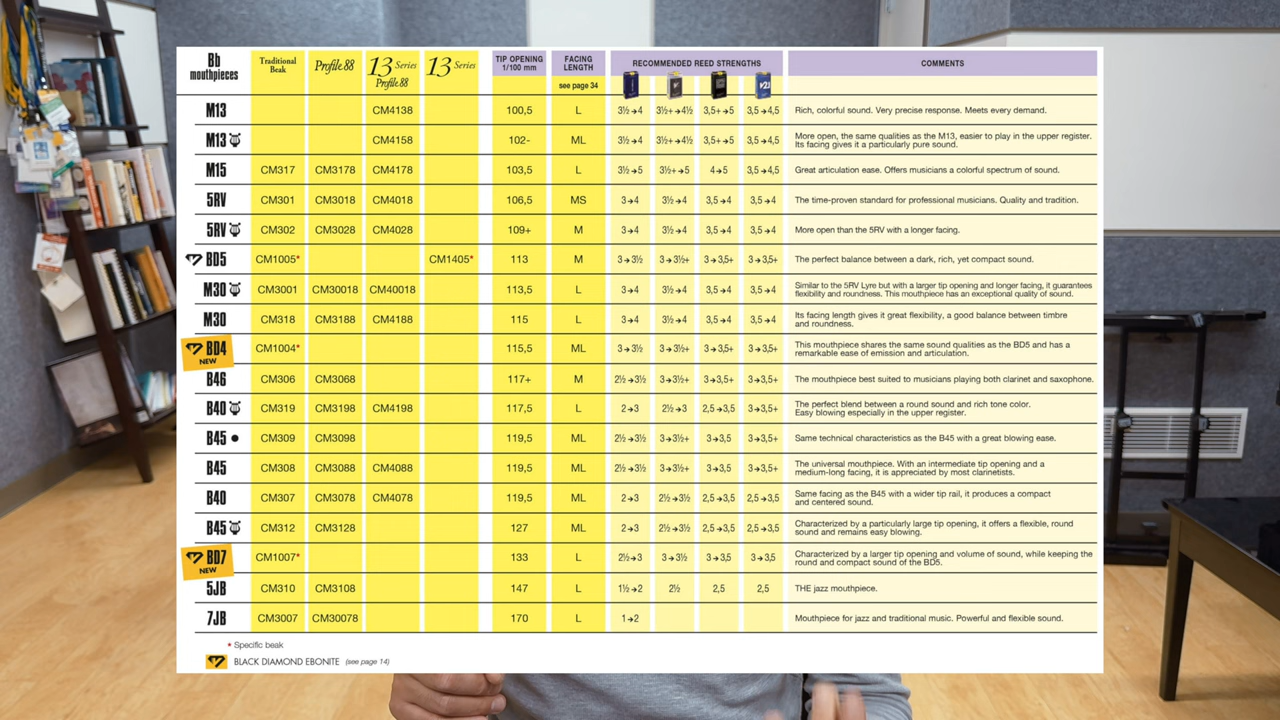 Bb mouthpieces Traditional Beak Profile 88 13 Series Profile 88 13 Series TIP OPENING 1/100 mm FACING LENGTH see page 34 RECOMMENDED REED STRENGTHS COMMENTS
M13 CM4138 100,5 L 3½→4 3½+→4½ 3,5+→5 3,5→4,5 Rich, colorful sound. Very precise response. Meets every demand.
M13 CM4158 102- ML 3½→4 3½+→4½ 3,5+→5 3,5→4,5 More open, the same qualities as the M13, easier to play in the upper register.
Its facing gives it a particularly pure sound.
M15 CM317 CM3178 CM4178 103,5 L 3½→5 3½+→5 4→5 3,5→4,5 Great articulation ease. Offers musicians a colorful spectrum of sound.
5RV CM301 CM3018 CM4018 106,5 MS 3→4 3½→4 3,5→4 3,5→4 The time-proven standard for professional musicians. Quality and tradition.
5RV CM302 CM3028 CM4028 109+ M 3→4 3½→4 3,5→4 3,5→4 More open than the 5RV with a longer facing.
BD5 CM1005* CM1405* 113 M 3→3½ 3→3½+ 3→3,5+ 3→3,5+ The perfect balance between a dark, rich, yet compact sound.
M30 CM3001 CM30018 CM40018 113,5 L 3→4 3½→4 3,5→4 3,5→4 Similar to the 5RV Lyre but with a larger tip opening and longer facing, it guarantees
flexibility and roundness. This mouthpiece has an exceptional quality of sound.
M30 CM318 CM3188 CM4188 115 L 3→4 3½→4 3,5→4 3,5→4 Its facing length gives it great flexibility, a good balance between timbre
and roundness.
BD4 NEW CM1004* 115,5 ML 3→3½ 3→3½+ 3→3,5+ 3→3,5+ This mouthpiece shares the same sound qualities as the BD5 and has a
remarkable ease of emission and articulation.
B46 CM306 CM3068 117+ M 2½→3½ 3→3½+ 3→3,5+ 3→3,5+ The mouthpiece best suited to musicians playing both clarinet and saxophone.
B40 CM319 CM3198 CM4198 117,5 L 2→3 2½→3 2,5→3,5 3→3,5+ The perfect blend between a round sound and rich tone color.
Easy blowing especially in the upper register.
B45 ● CM309 CM3098 119,5 ML 2½→3½ 3→3½+ 3→3,5 3→3,5+ Same technical characteristics as the B45 with a great blowing ease.
B45 CM308 CM3088 CM4088 119,5 ML 2½→3½ 3→3½+ 3→3,5 3→3,5+ The universal mouthpiece. With an intermediate tip opening and a
medium-long facing, it is appreciated by most clarinetists.
B40 CM307 CM3078 CM4078 119,5 ML 2→3 2½→3½ 2,5→3,5 2,5→3,5 Same facing as the B45 with a wider tip rail, it produces a compact
and centered sound.
B45 CM312 CM3128 127 ML 2→3 2½→3½ 2,5→3,5 2,5→3,5 Characterized by a particularly large tip opening, it offers a flexible, round
sound and remains easy blowing.
BD7 NEW CM1007* 133 L 2½→3 3→3½ 3→3,5 3→3,5 Characterized by a larger tip opening and volume of sound, while keeping the
round and compact sound of the BD5.
5JB CM310 CM3108 147 L 1½→2 2½ 2,5 2,5 THE jazz mouthpiece.
7JB CM3007 CM30078 170 L 1→2 Mouthpiece for jazz and traditional music. Powerful and flexible sound.
* Specific beak
BLACK DIAMOND EBONITE (see page 14)